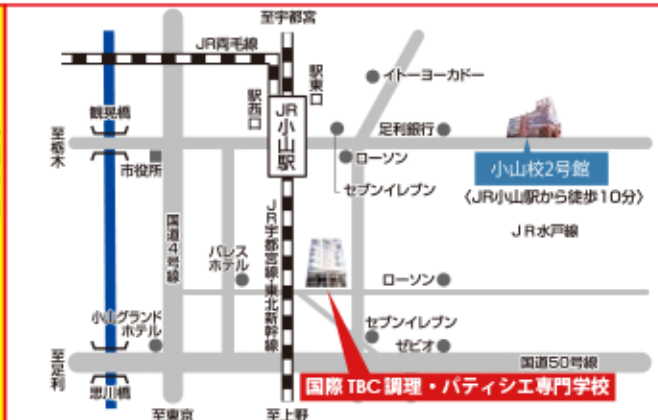 至宇都宮
JR両毛線
駅東口
イトーヨーカドー
駅西口
観晃橋
JR小山駅
足利銀行
至栃木
市役所
ローソン
小山校2号館
セブンイレブン
〈JR小山駅から徒歩10分〉
国道4号線
JR宇都宮線・東北新幹線
JR水戸線
パレス
ホテル
ローソン
小山グランド
ホテル
セブンイレブン
ゼビオ
至足利
国道50号線
思川橋
国際TBC調理・パティシエ専門学校
至東京
至上野